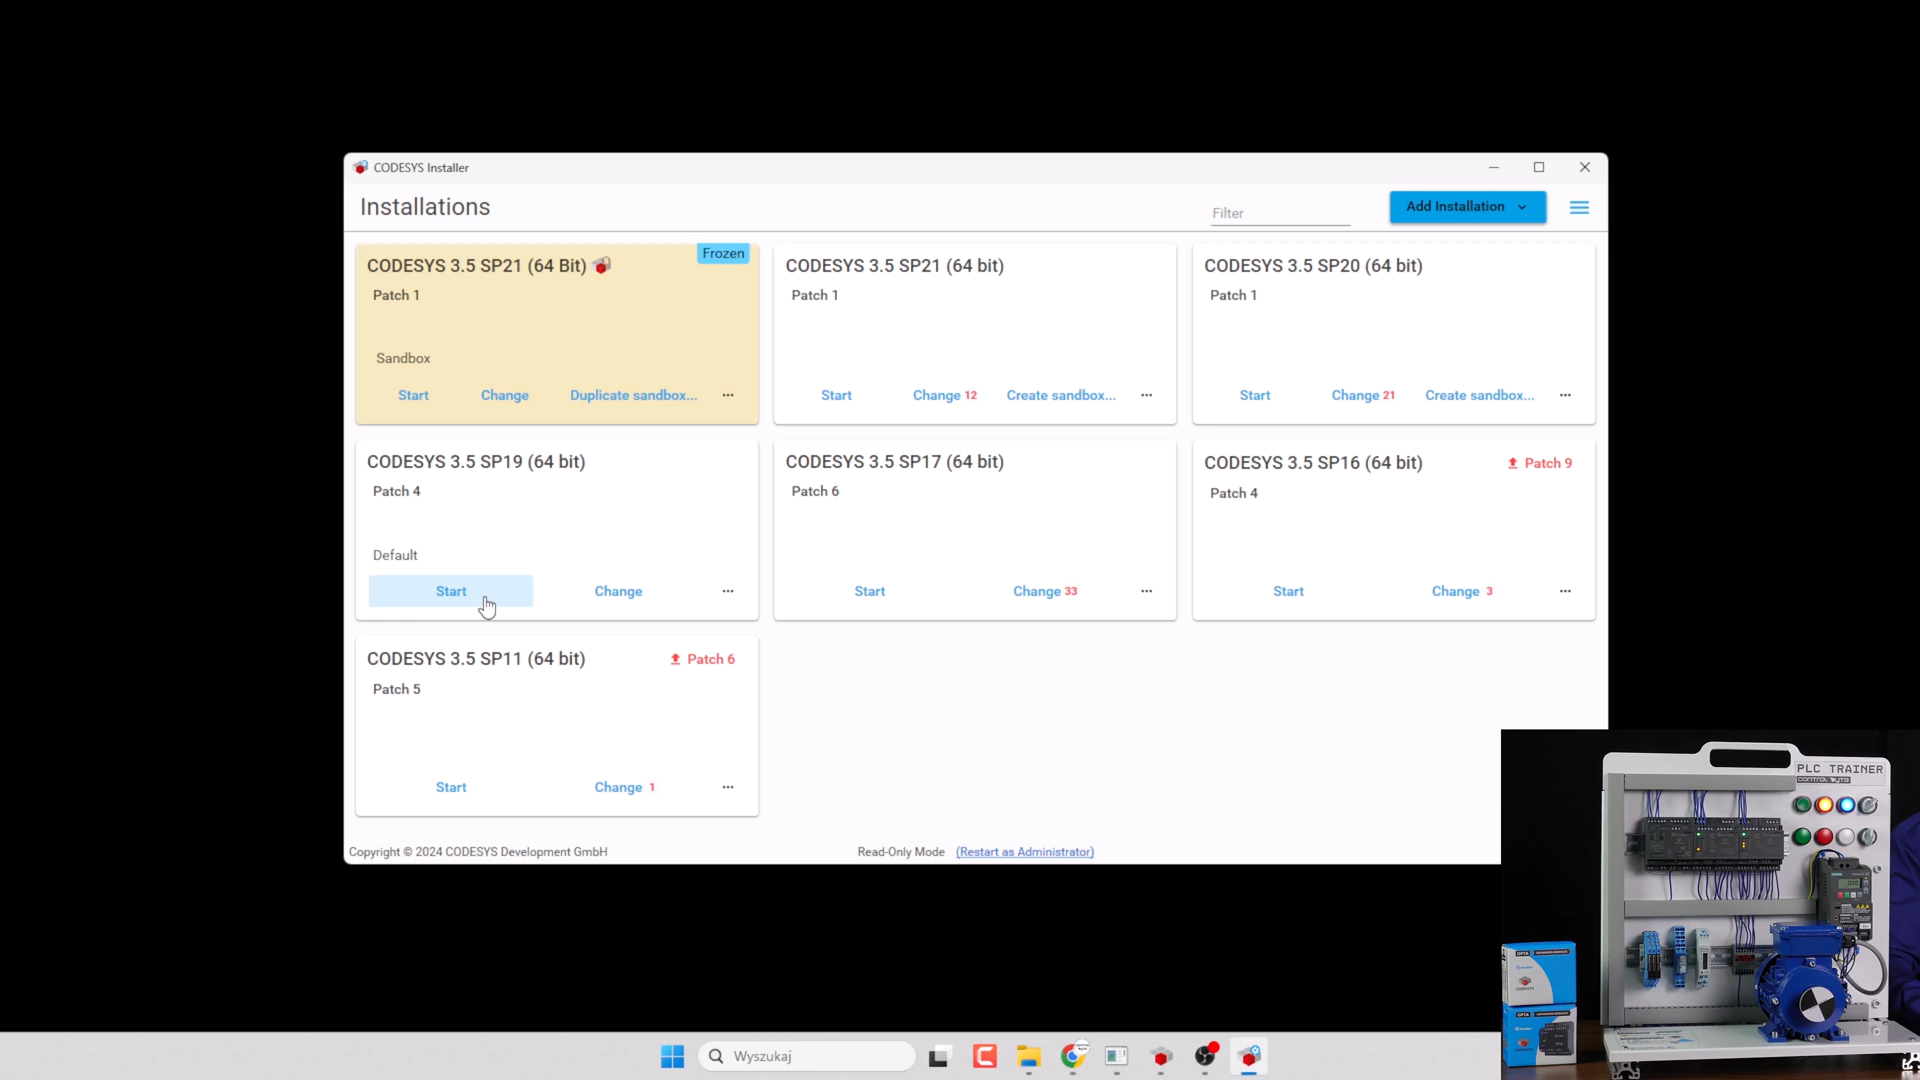 CODESYS Installer
Installations
Filter
Add Installation
Frozen
CODESYS 3.5 SP21 (64 Bit)
Patch 1
Sandbox
Start Change Duplicate sandbox... ...
CODESYS 3.5 SP21 (64 bit)
Patch 1
Start Change 12 Create sandbox... ...
CODESYS 3.5 SP20 (64 bit)
Patch 1
Start Change 21 Create sandbox... ...
CODESYS 3.5 SP19 (64 bit)
Patch 4
Default
Start Change ...
CODESYS 3.5 SP17 (64 bit)
Patch 6
Start Change 33 ...
CODESYS 3.5 SP16 (64 bit) Patch 9
Patch 4
Start Change 3 ...
CODESYS 3.5 SP11 (64 bit) Patch 6
Patch 5
Start Change 1 ...
Copyright © 2024 CODESYS Development GmbH
Read-Only Mode (Restart as Administrator)
PLC TRAINER
OPTA
CODESYS
OPTA
Wyszukaj